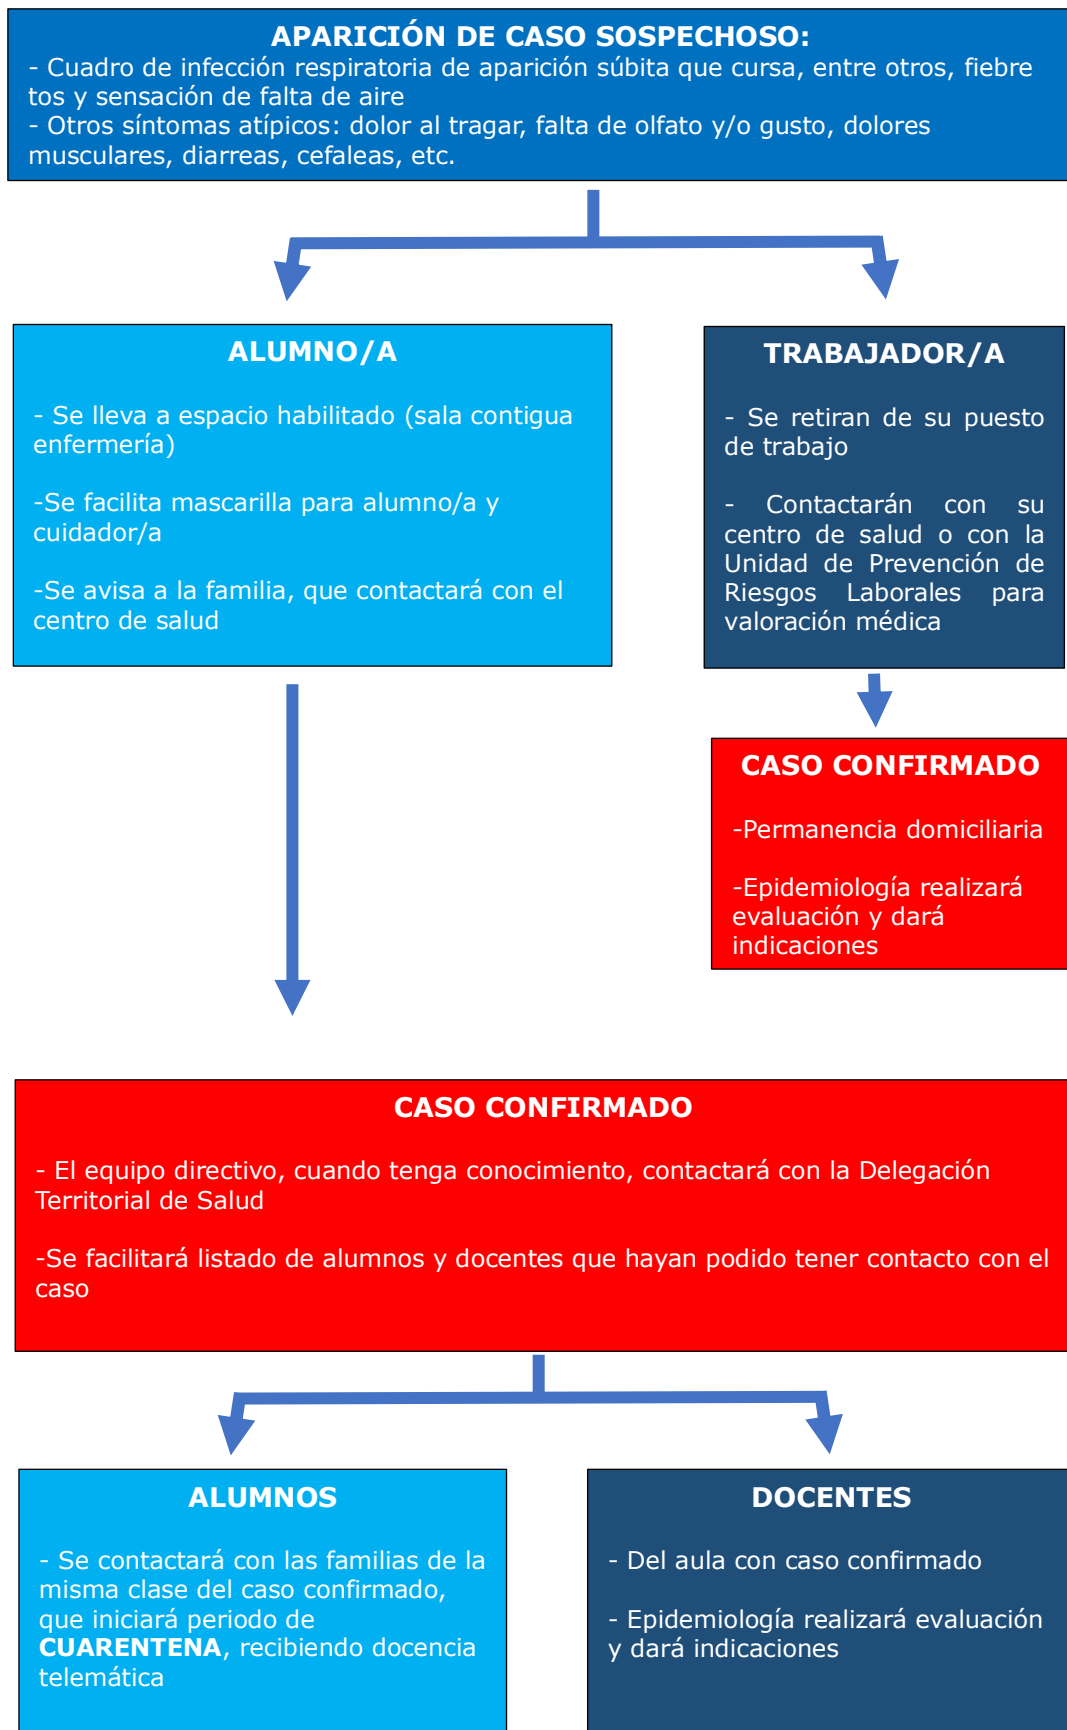 APARICIÓN DE CASO SOSPECHOSO:
- Cuadro de infección respiratoria de aparición súbita que cursa, entre otros, fiebre
tos y sensación de falta de aire
- Otros síntomas atípicos: dolor al tragar, falta de olfato y/o gusto, dolores
musculares, diarreas, cefaleas, etc.
ALUMNO/A
- Se lleva a espacio habilitado (sala contigua
enfermería)
-Se facilita mascarilla para alumno/a y
cuidador/a
-Se avisa a la familia, que contactará con el
centro de salud
TRABAJADOR/A
- Se retiran de su puesto
de trabajo
- Contactarán con su
centro de salud o con la
Unidad de Prevención de
Riesgos Laborales para
valoración médica
CASO CONFIRMADO
-Permanencia domiciliaria
-Epidemiología realizará
evaluación y dará
indicaciones
CASO CONFIRMADO
- El equipo directivo, cuando tenga conocimiento, contactará con la Delegación
Territorial de Salud
-Se facilitará listado de alumnos y docentes que hayan podido tener contacto con el
caso
ALUMNOS
- Se contactará con las familias de la
misma clase del caso confirmado,
que iniciará periodo de
CUARENTENA, recibiendo docencia
telemática
DOCENTES
- Del aula con caso confirmado
- Epidemiología realizará evaluación
y dará indicaciones